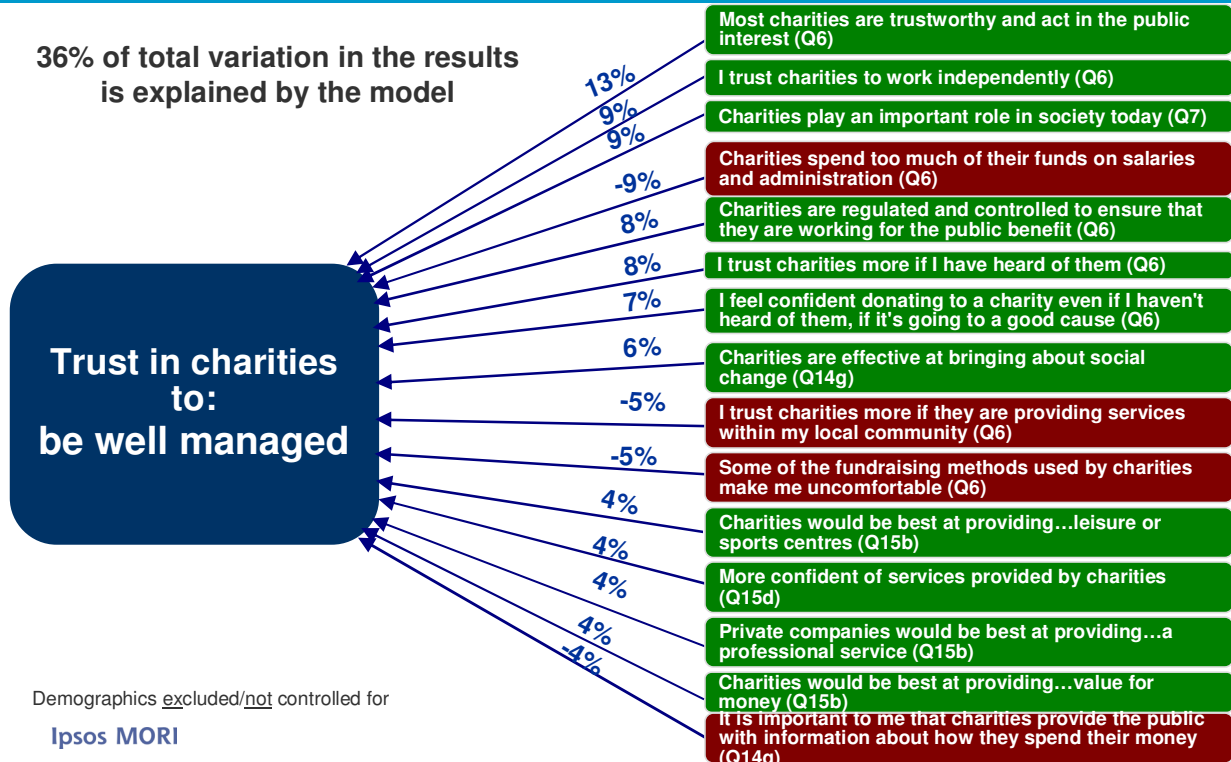 36% of total variation in the results
is explained by the model
Trust in charities
to:
be well managed
13%
9%
9%
-9%
8%
8%
7%
6%
-5%
-5%
4%
4%
4%
4%
-4%
Most charities are trustworthy and act in the public
interest (Q6)
I trust charities to work independently (Q6)
Charities play an important role in society today (Q7)
Charities spend too much of their funds on salaries
and administration (Q6)
Charities are regulated and controlled to ensure that
they are working for the public benefit (Q6)
I trust charities more if I have heard of them (Q6)
I feel confident donating to a charity even if I haven't
heard of them, if it's going to a good cause (Q6)
Charities are effective at bringing about social
change (Q14g)
I trust charities more if they are providing services
within my local community (Q6)
Some of the fundraising methods used by charities
make me uncomfortable (Q6)
Charities would be best at providing...leisure or
sports centres (Q15b)
More confident of services provided by charities
(Q15d)
Private companies would be best at providing...a
professional service (Q15b)
Charities would be best at providing...value for
money (Q15b)
It is important to me that charities provide the public
with information about how they spend their money
(Q14g)
Demographics excluded/not controlled for
Ipsos MORI